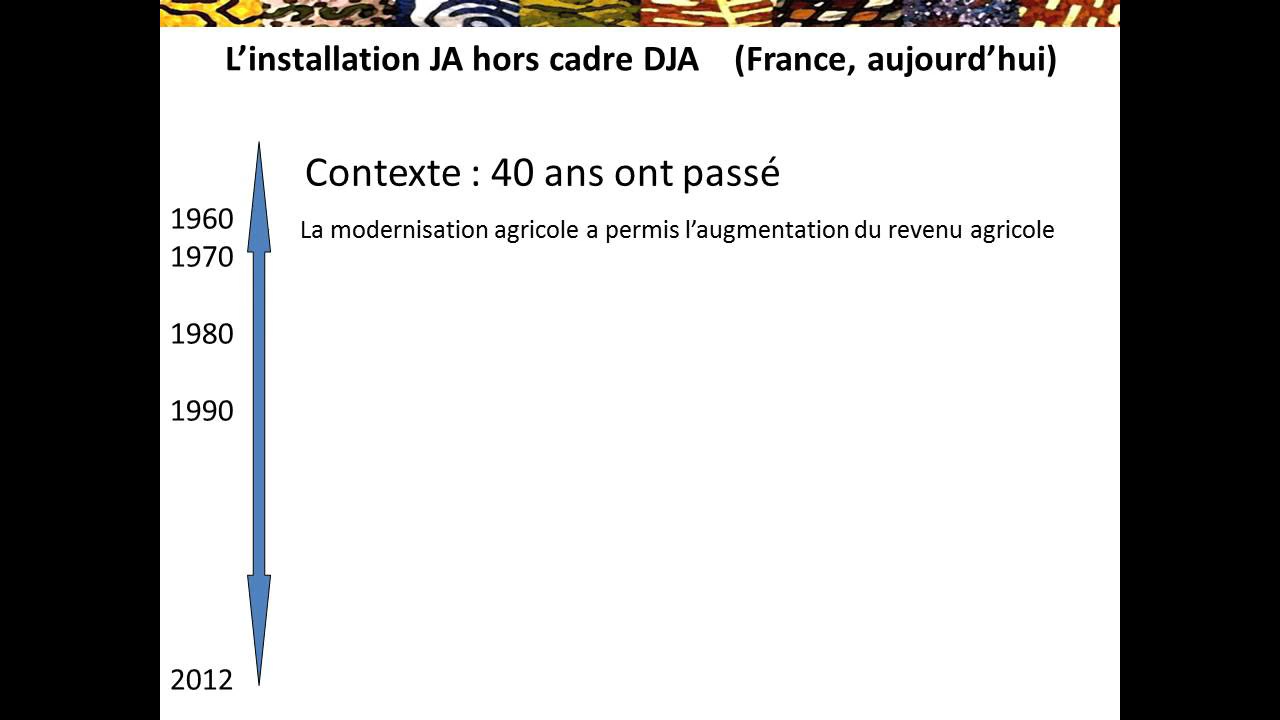 L’installation JA hors cadre DJA (France, aujourd’hui)
Contexte : 40 ans ont passé
1960
La modernisation agricole a permis l’augmentation du revenu agricole
1970
1980
1990
2012